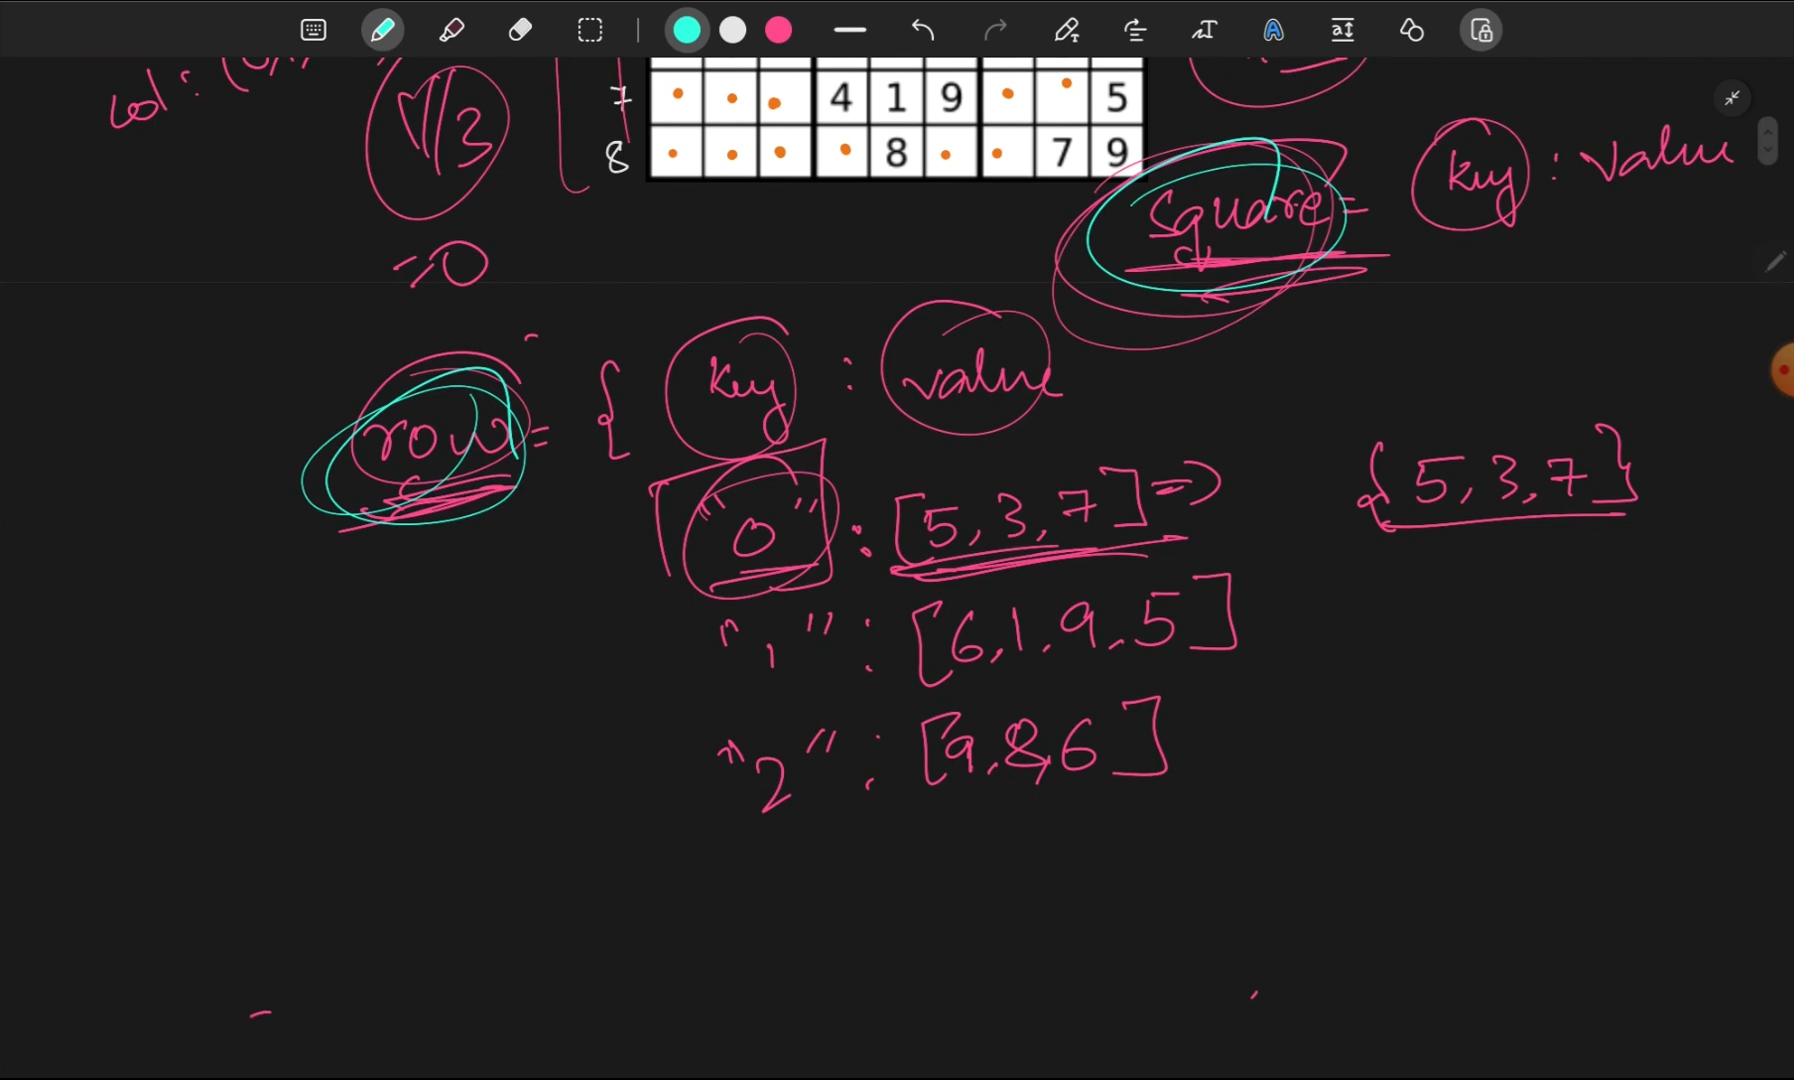 col :
7 4 1 9 5
1/3
8 8 7 9
key : value
square =
= 0
row = { key : value
"0" : [5, 3, 7] => {5, 3, 7}
"1" : [6, 1, 9, 5]
"2" : [9, 8, 6]